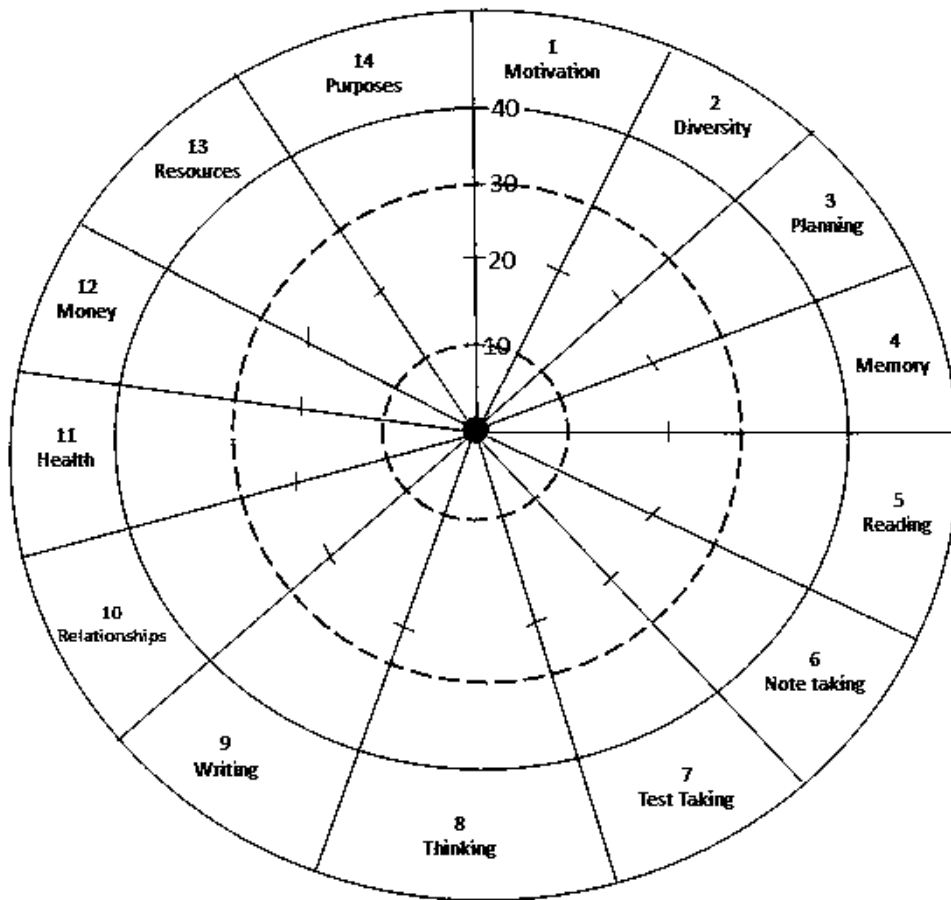 1
Motivation
2
Diversity
3
Planning
4
Memory
5
Reading
6
Note taking
7
Test Taking
8
Thinking
9
Writing
10
Relationships
11
Health
12
Money
13
Resources
14
Purposes
40
30
20
10